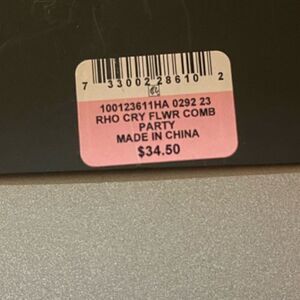 7 33002 28610 2
100123611HA 0292 23
RHO CRY FLWR COMB
PARTY
MADE IN CHINA
$34.50